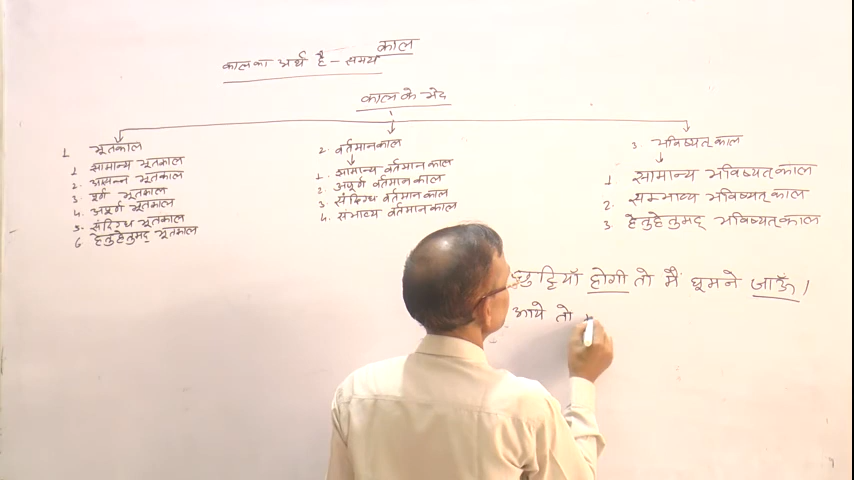 काल
कालका अर्थ है - समय
काल के भेद
1 भूतकाल
1 सामान्य भूतकाल
2. आसन्न भूतकाल
3. पूर्ण भूतकाल
4. अपूर्ण भूतकाल
5. संदिग्ध भूतकाल
6 हेतुहेतुमद् भूतकाल
2. वर्तमानकाल
1. सामान्य वर्तमान काल
2. अपूर्ण वर्तमान काल
3. संदिग्ध वर्तमान काल
4. संभाव्य वर्तमान काल
3. भविष्यत् काल
1. सामान्य भविष्यत् काल
2. सम्भाव्य भविष्यत् काल
3. हेतुहेतुमद् भविष्यत् काल
छुट्टियाँ होगी तो मैं घूमने जाऊँ।
आये तो